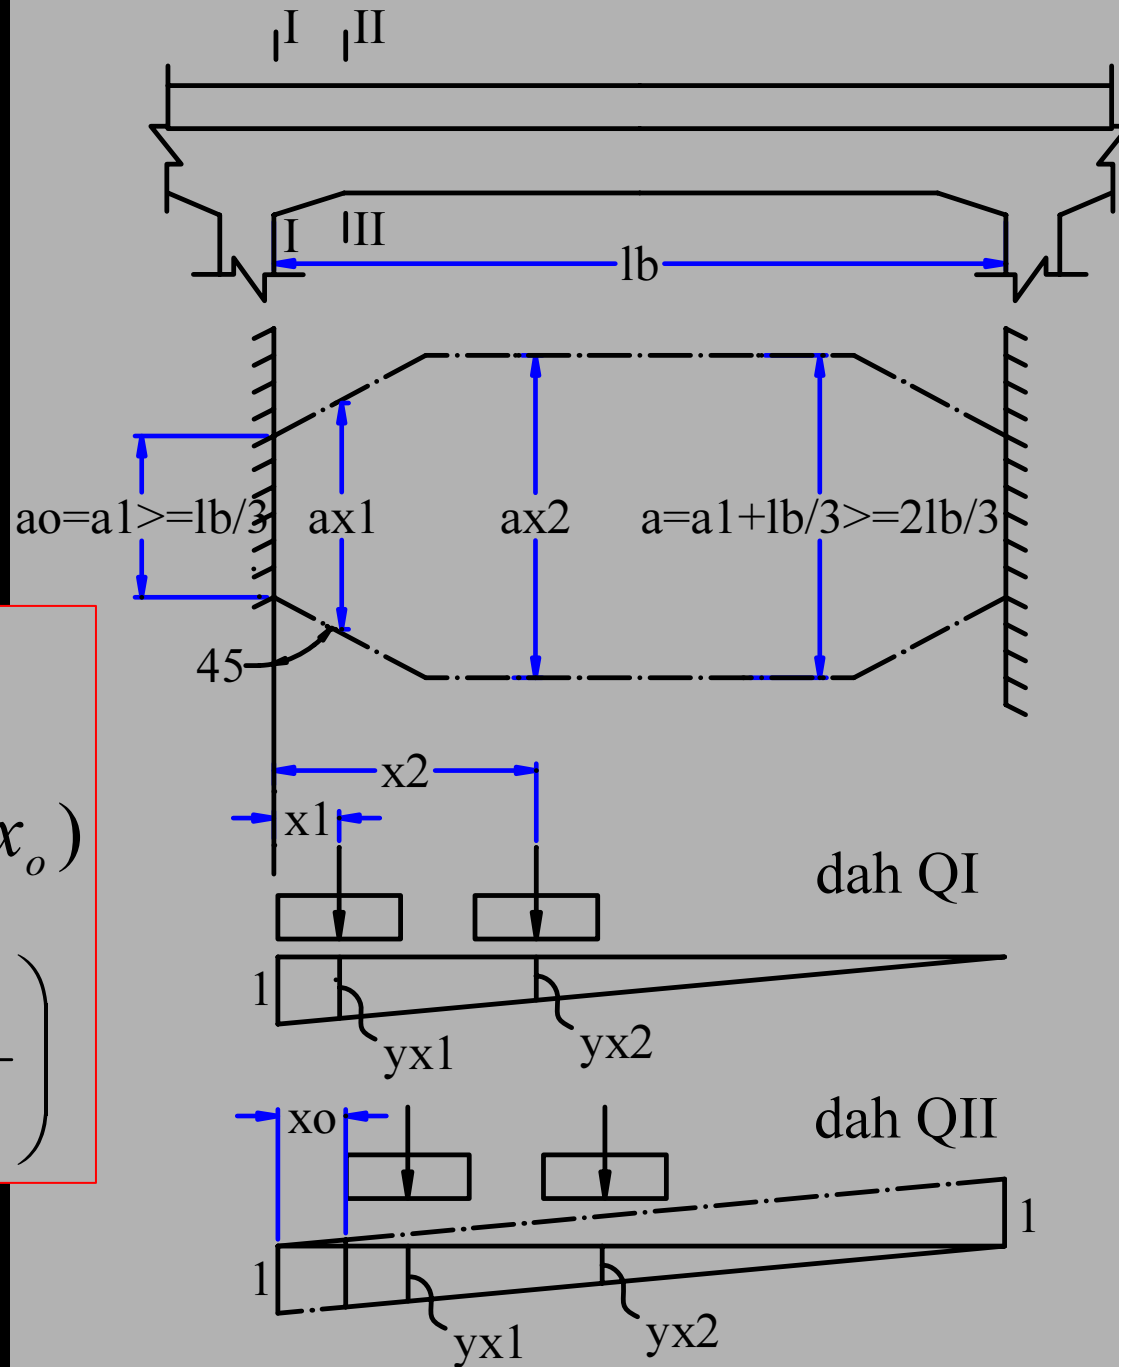 I II
I II
lb
ao=a1>=lb/3 ax1 ax2 a=a1+lb/3>=2lb/3
45
x2
x1
xₒ)
dah QI
1
yx1 yx2
xo
dah QII
1
1
yx1 yx2